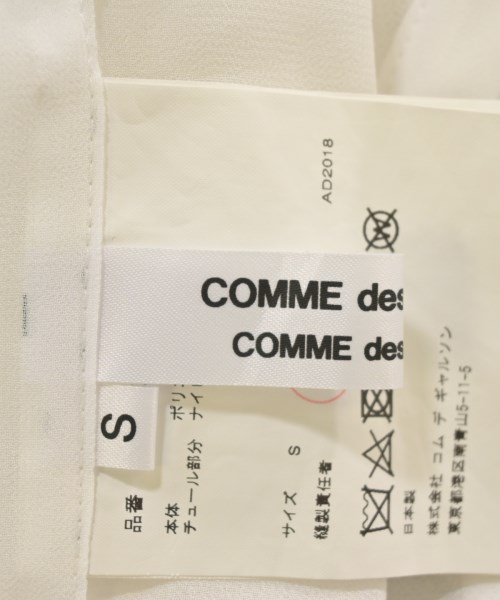 COMME des
COMME des
S
AD2018
品番
本体 ポリ
チュール部分 ナイ
サイズ S
縫製責任者
日本製
株式会社 コム デ ギャルソン
東京都港区南青山5-11-5